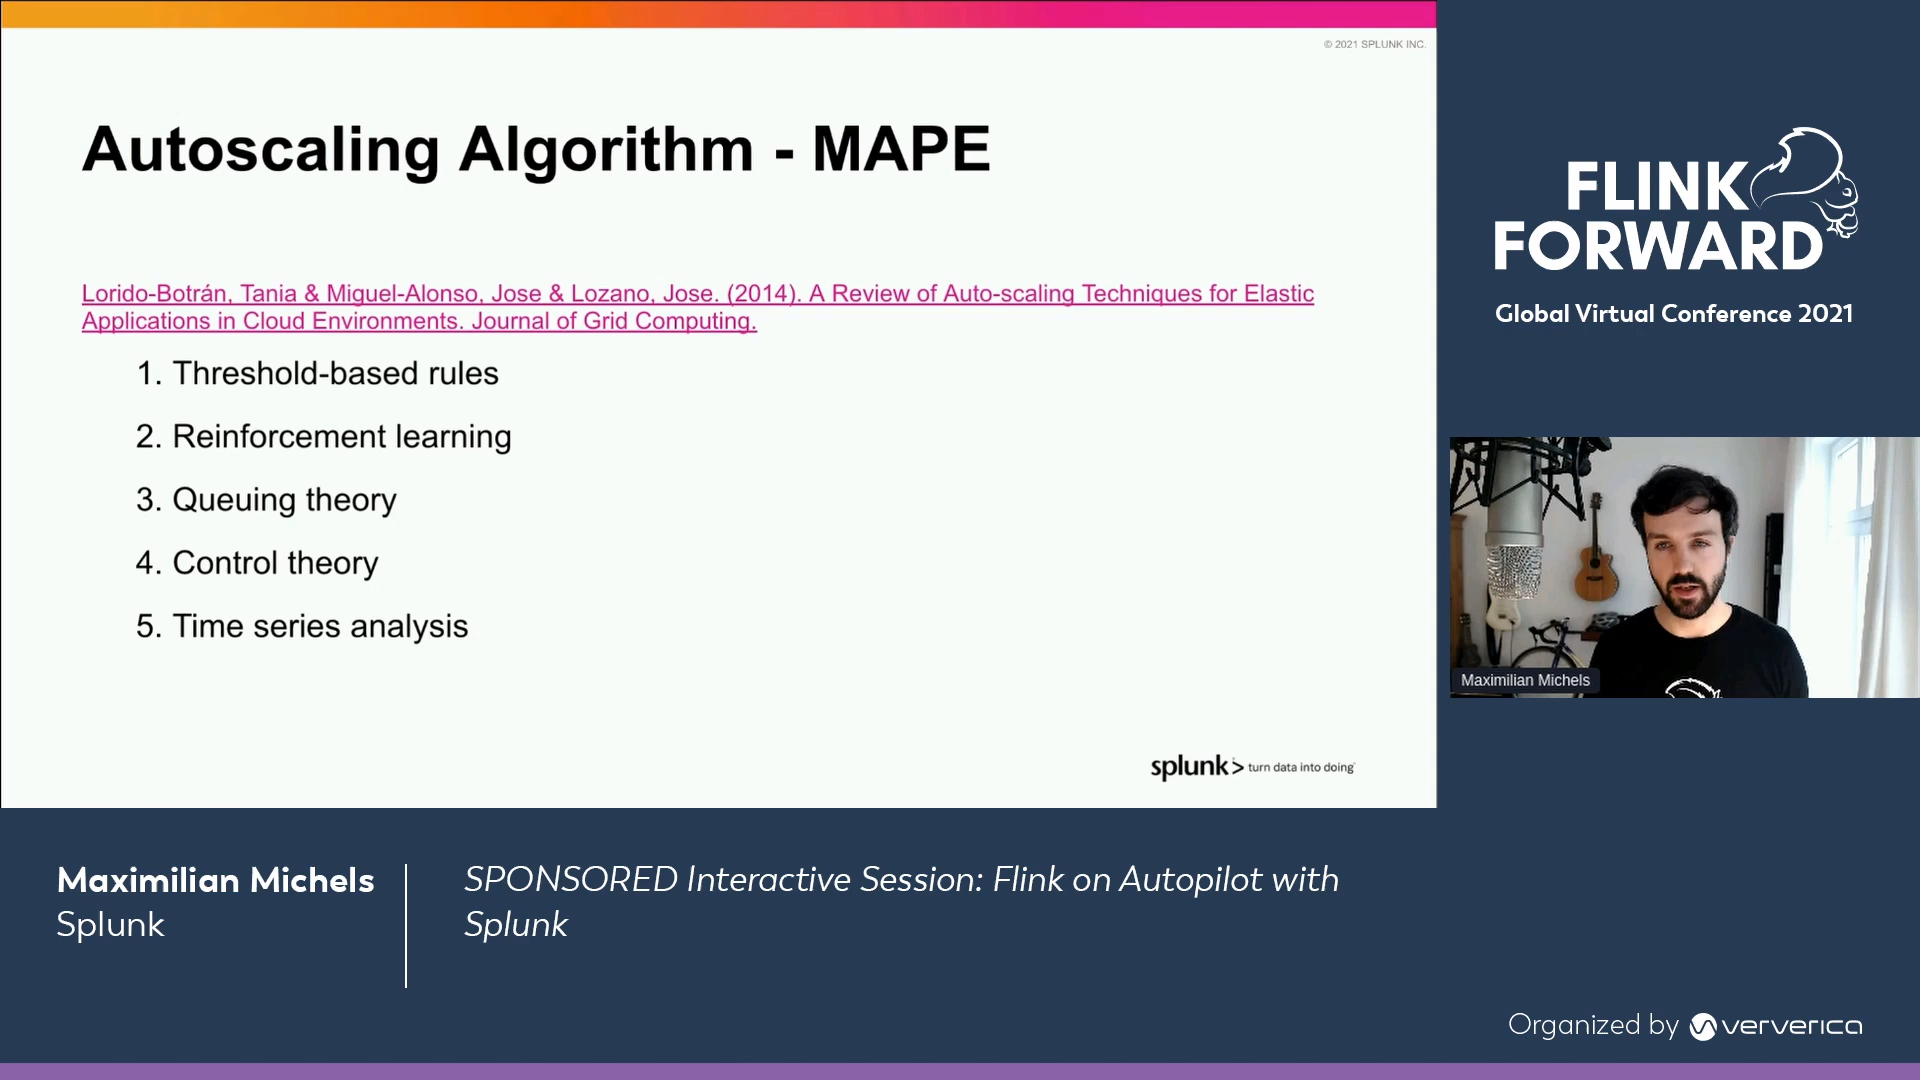 © 2021 SPLUNK INC.
Autoscaling Algorithm - MAPE
Lorido-Botrán, Tania & Miguel-Alonso, Jose & Lozano, Jose. (2014). A Review of Auto-scaling Techniques for Elastic
Applications in Cloud Environments. Journal of Grid Computing.
1. Threshold-based rules
2. Reinforcement learning
3. Queuing theory
4. Control theory
5. Time series analysis
splunk> turn data into doing
FLINK
FORWARD
Global Virtual Conference 2021
Maximilian Michels
Maximilian Michels
Splunk
SPONSORED Interactive Session: Flink on Autopilot with
Splunk
Organized by ververica